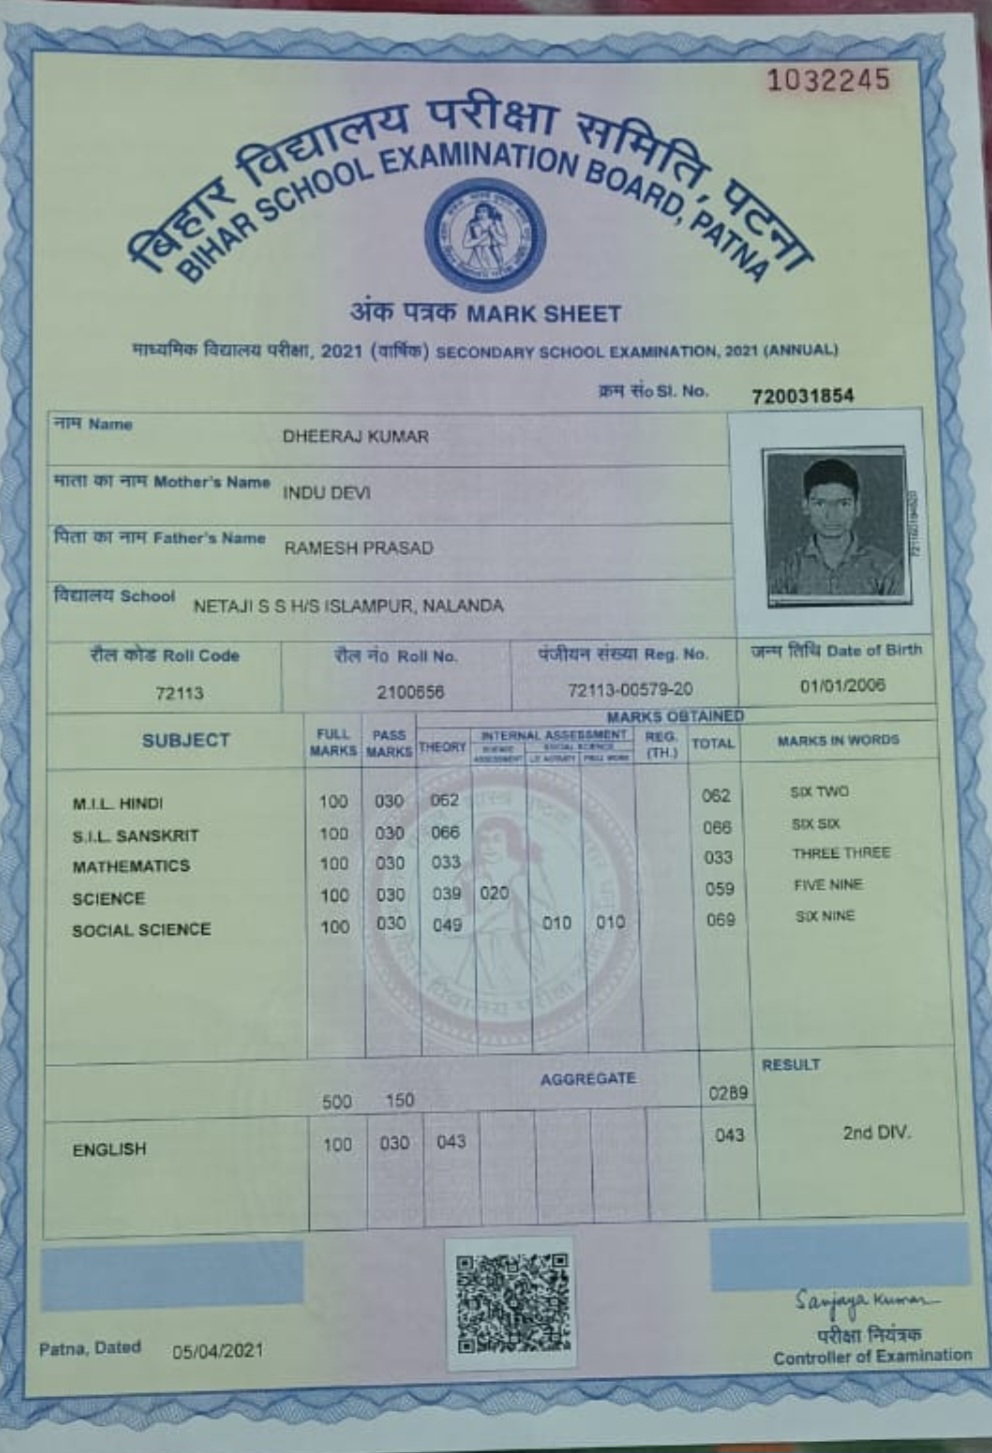 1032245
बिहार विद्यालय परीक्षा समिति, पटना
BIHAR SCHOOL EXAMINATION BOARD, PATNA
अंक पत्रक MARK SHEET
माध्यमिक विद्यालय परीक्षा, 2021 (वार्षिक) SECONDARY SCHOOL EXAMINATION, 2021 (ANNUAL)
क्रम सं० Sl. No. 720031854
नाम Name DHEERAJ KUMAR
माता का नाम Mother's Name INDU DEVI
पिता का नाम Father's Name RAMESH PRASAD
विद्यालय School NETAJI S S H/S ISLAMPUR, NALANDA
रौल कोड Roll Code रौल नं0 Roll No. पंजीयन संख्या Reg. No. जन्म तिथि Date of Birth
72113 2100656 72113-00579-20 01/01/2006
MARKS OBTAINED
SUBJECT FULL MARKS PASS MARKS THEORY INTERNAL ASSESSMENT REG. (TH.) TOTAL MARKS IN WORDS
SCIENCE ASSESSMENT SOCIAL SCIENCE
M.I.L. HINDI 100 030 062 062 SIX TWO
S.I.L. SANSKRIT 100 030 066 066 SIX SIX
MATHEMATICS 100 030 033 033 THREE THREE
SCIENCE 100 030 039 020 059 FIVE NINE
SOCIAL SCIENCE 100 030 049 010 010 069 SIX NINE
500 150 AGGREGATE 0289 RESULT
ENGLISH 100 030 043 043 2nd DIV.
Sanjaya Kumar
परीक्षा नियंत्रक
Patna, Dated 05/04/2021 Controller of Examination